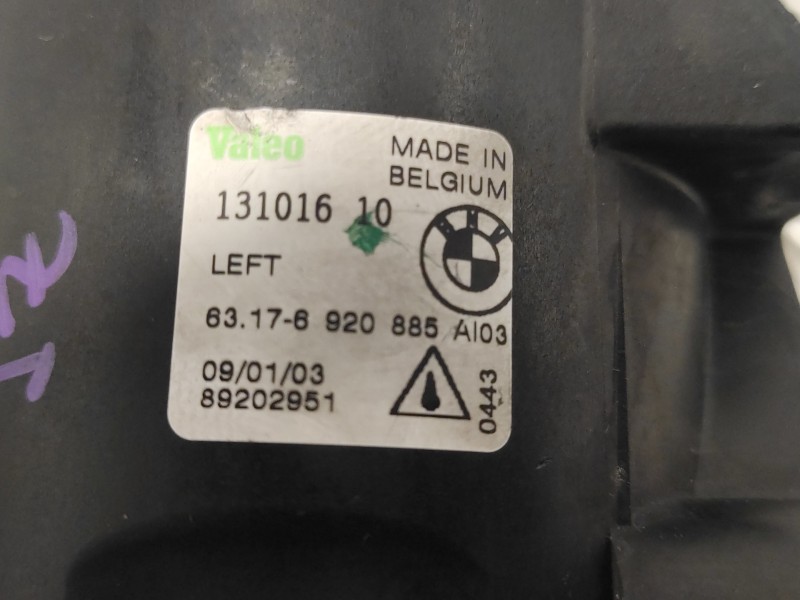 Valeo
MADE IN
BELGIUM
131016 10
LEFT
63.17-6 920 885 AI03
09/01/03
89202951
0443